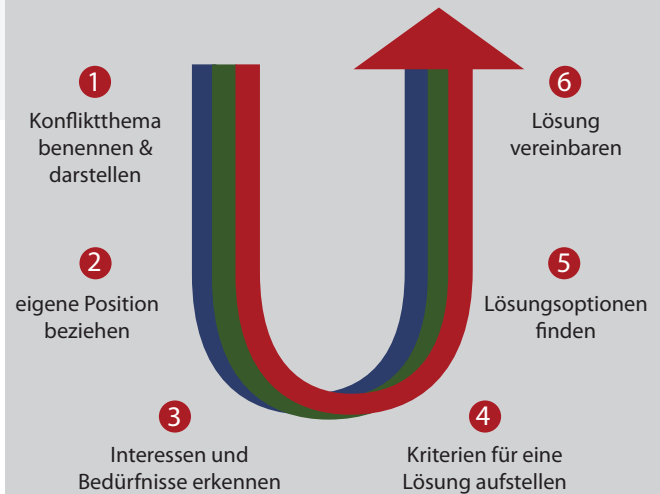 1
Konfliktthema
benennen &
darstellen
2
eigene Position
beziehen
3
Interessen und
Bedürfnisse erkennen
4
Kriterien für eine
Lösung aufstellen
5
Lösungsoptionen
finden
6
Lösung
vereinbaren